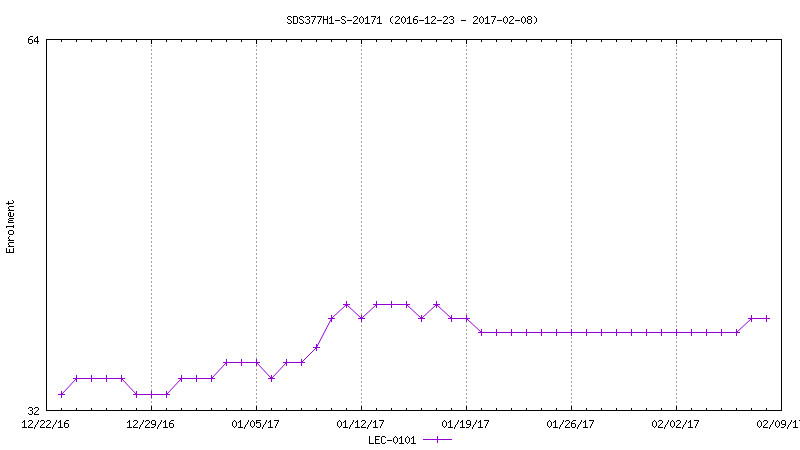 SDS377H1-S-20171 (2016-12-23 - 2017-02-08)
64
Enrolment
32
12/22/16 12/29/16 01/05/17 01/12/17 01/19/17 01/26/17 02/02/17 02/09/1
LEC-0101